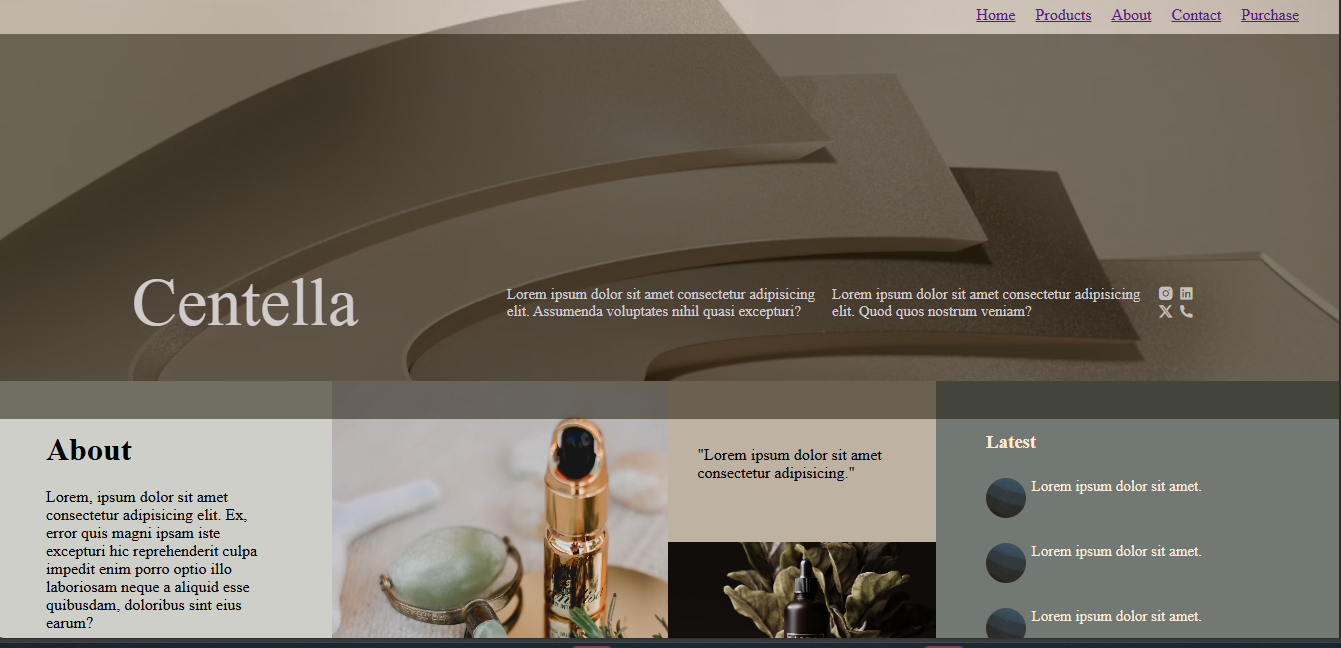 Home Products About Contact Purchase
Centella
Lorem ipsum dolor sit amet consectetur adipisicing
elit. Assumenda voluptates nihil quasi excepturi?
Lorem ipsum dolor sit amet consectetur adipisicing
elit. Quod quos nostrum veniam?
About
Lorem, ipsum dolor sit amet
consectetur adipisicing elit. Ex,
error quis magni ipsam iste
excepturi hic reprehenderit culpa
impedit enim porro optio illo
laboriosam neque a aliquid esse
quibusdam, doloribus sint eius
earum?
"Lorem ipsum dolor sit amet
consectetur adipisicing."
Latest
Lorem ipsum dolor sit amet.
Lorem ipsum dolor sit amet.
Lorem ipsum dolor sit amet.